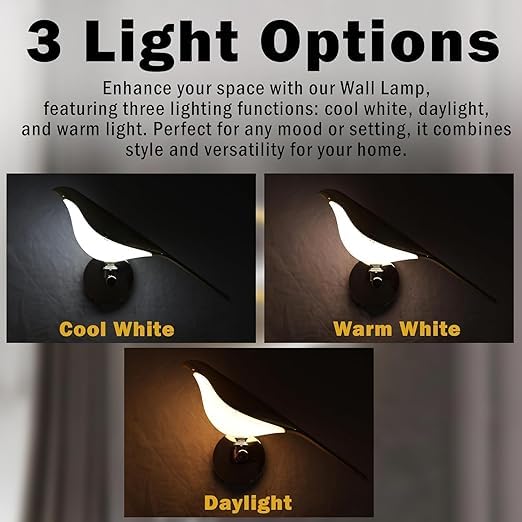 3 Light Options
Enhance your space with our Wall Lamp,
featuring three lighting functions: cool white, daylight,
and warm light. Perfect for any mood or setting, it combines
style and versatility for your home.
Cool White
Warm White
Daylight